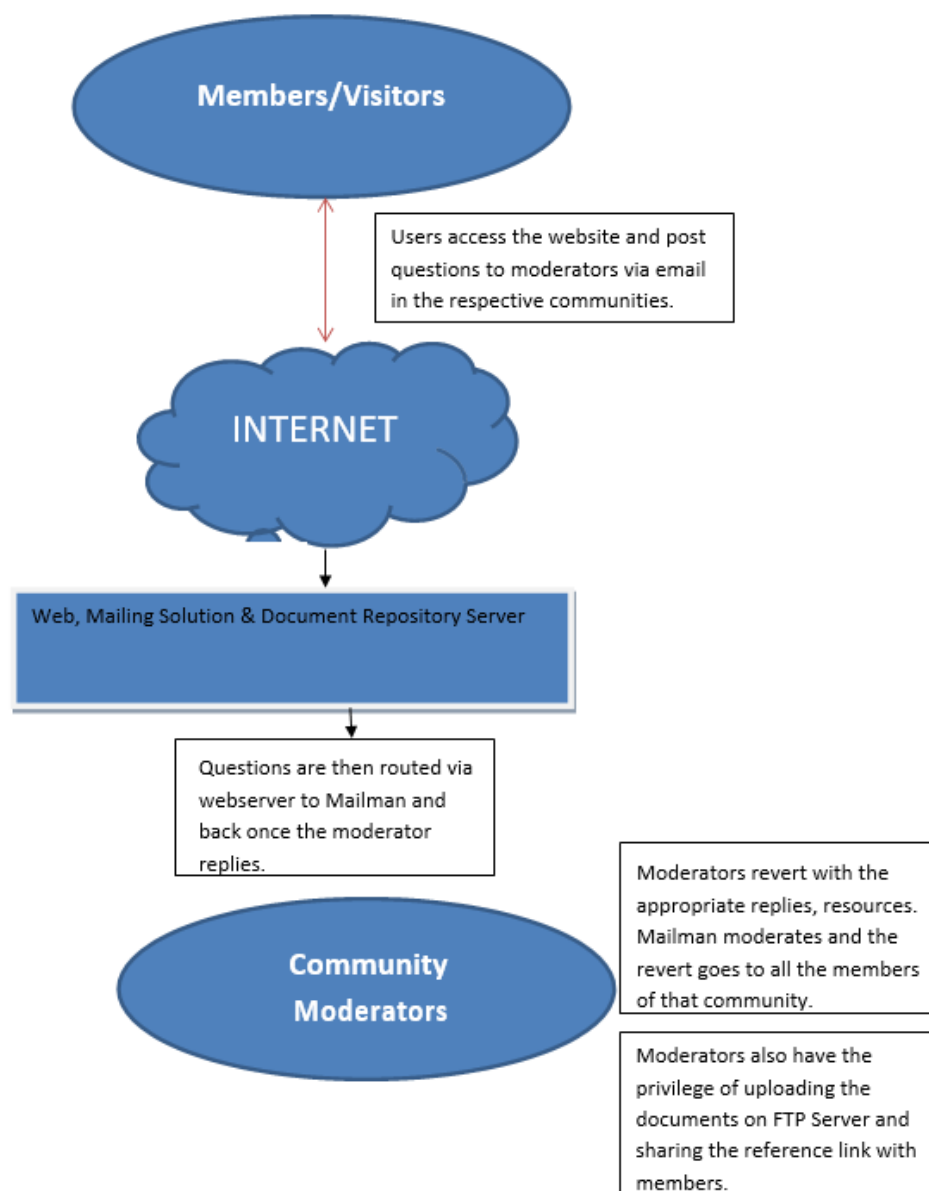 Members/Visitors
Users access the website and post
questions to moderators via email
in the respective communities.
INTERNET
Web, Mailing Solution & Document Repository Server
Questions are then routed via
webserver to Mailman and
back once the moderator
replies.
Moderators revert with the
appropriate replies, resources.
Mailman moderates and the
revert goes to all the members
of that community.
Community
Moderators
Moderators also have the
privilege of uploading the
documents on FTP Server and
sharing the reference link with
members.